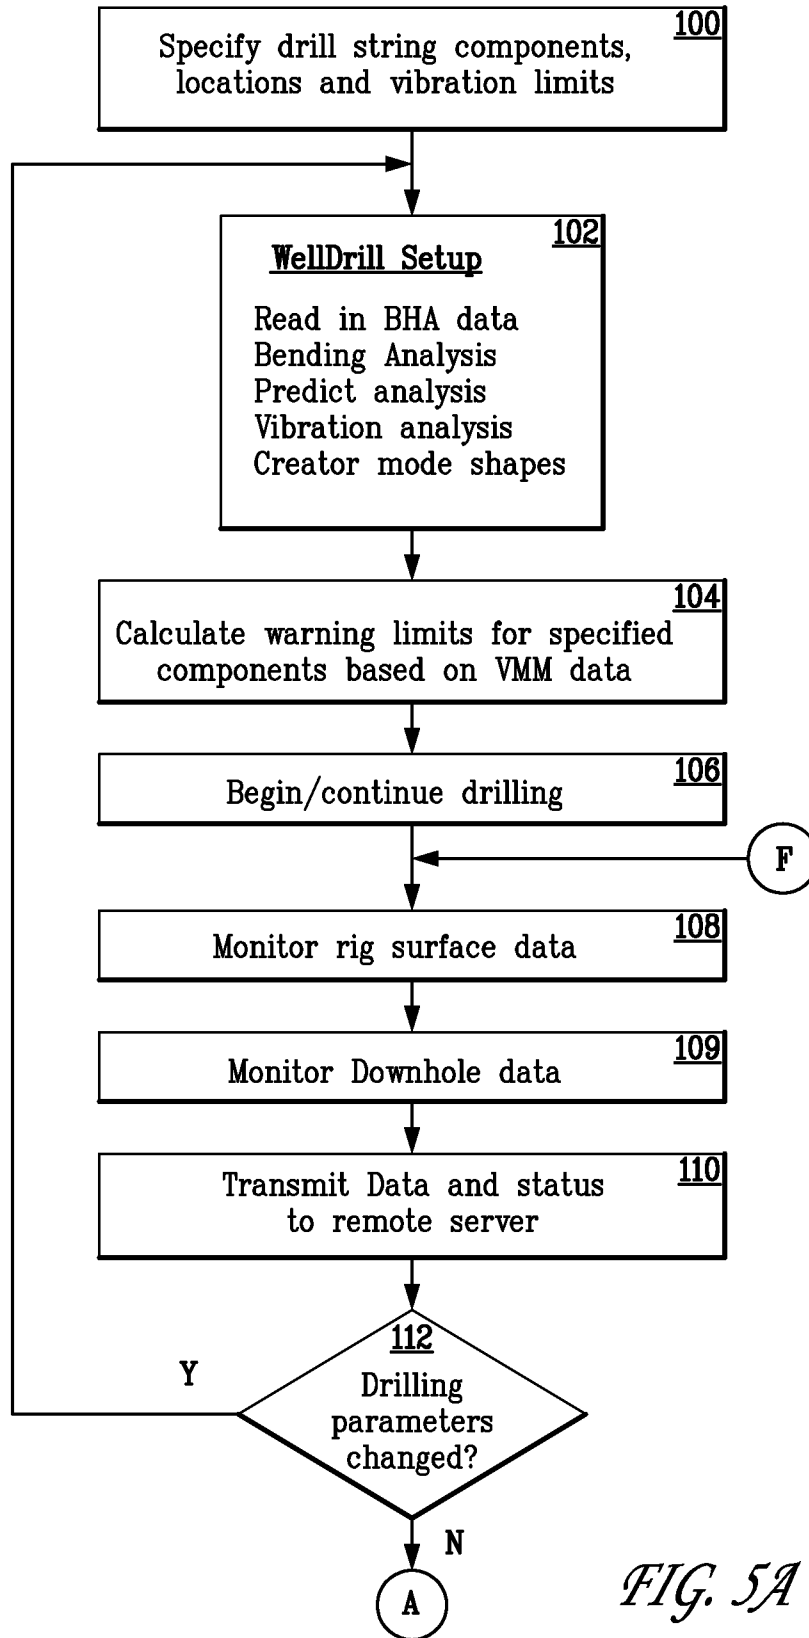 100
Specify drill string components,
locations and vibration limits
102
WellDrill Setup
Read in BHA data
Bending Analysis
Predict analysis
Vibration analysis
Creator mode shapes
104
Calculate warning limits for specified
components based on VMM data
106
Begin/continue drilling
F
108
Monitor rig surface data
109
Monitor Downhole data
110
Transmit Data and status
to remote server
112
Drilling
parameters
changed?
Y
N
A
FIG. 5A